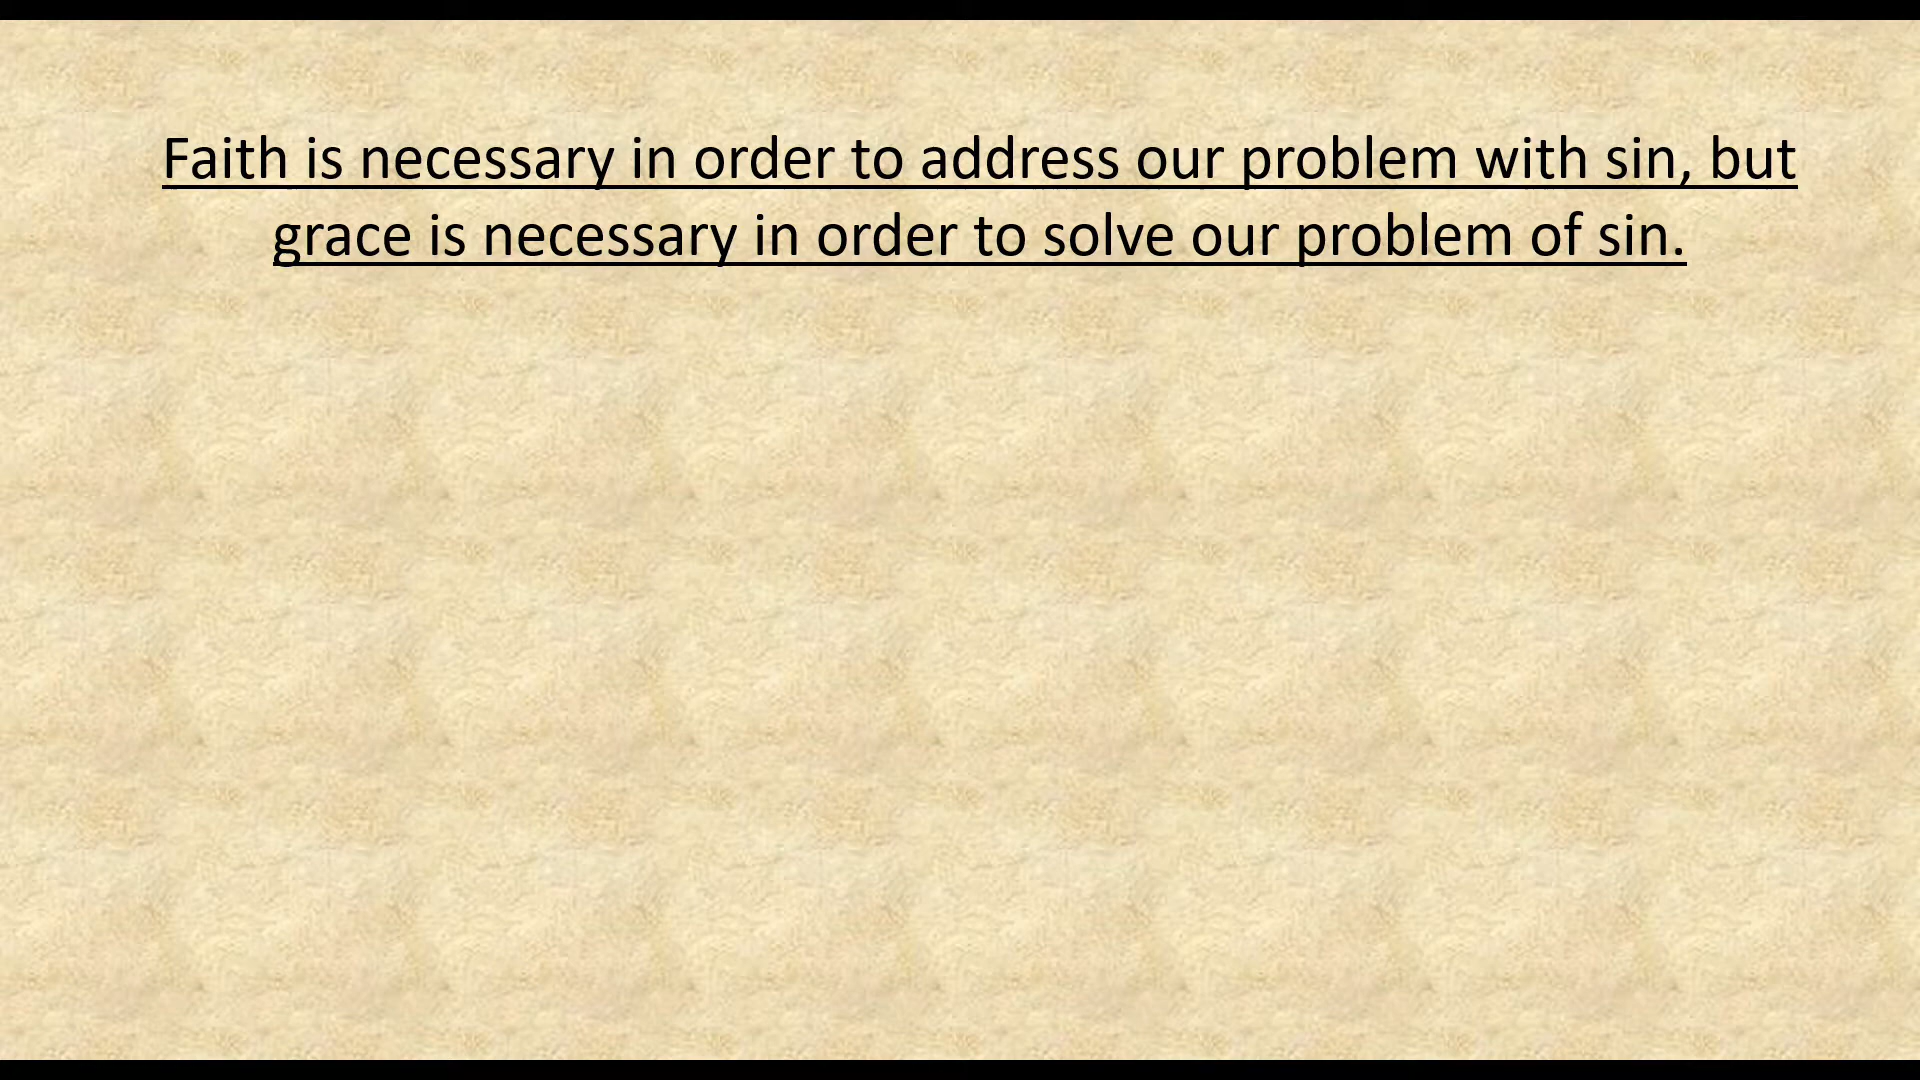 Faith is necessary in order to address our problem with sin, but
grace is necessary in order to solve our problem of sin.